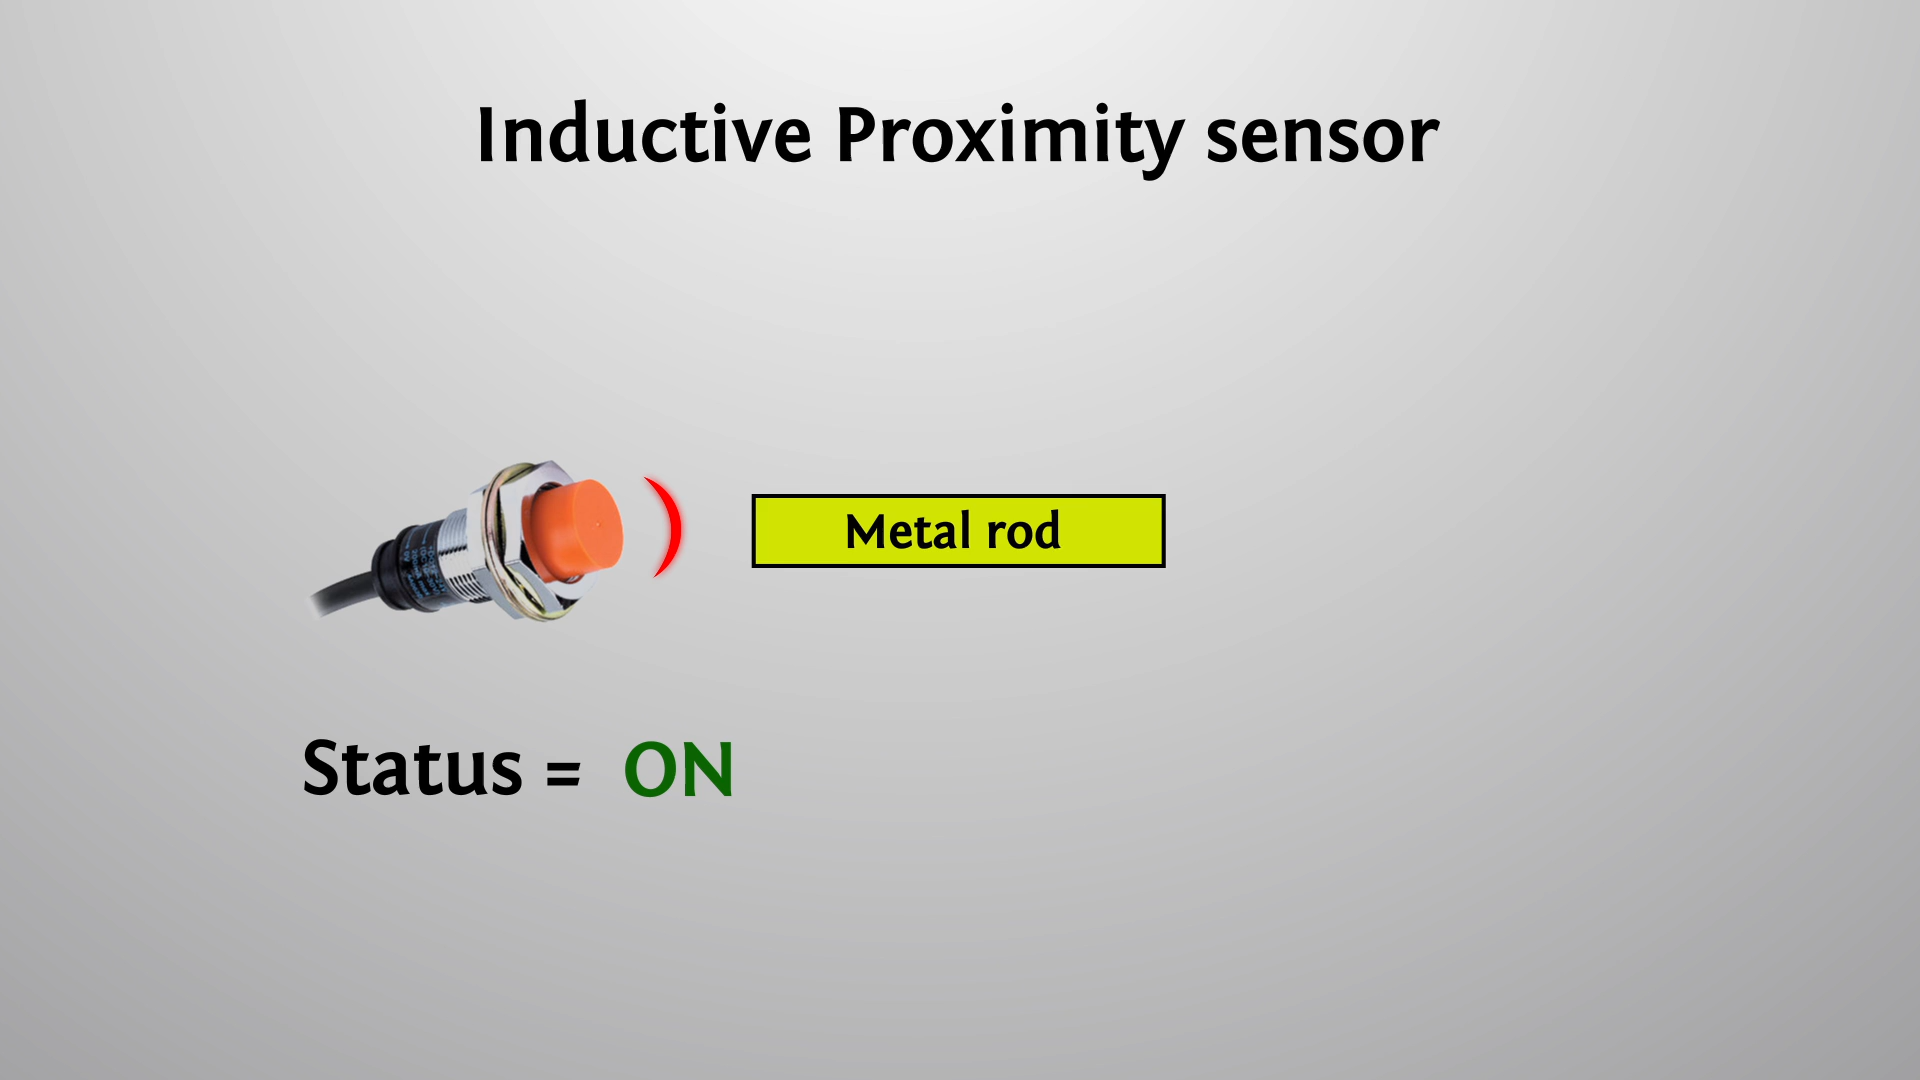 Inductive Proximity sensor
Metal rod
Status = ON